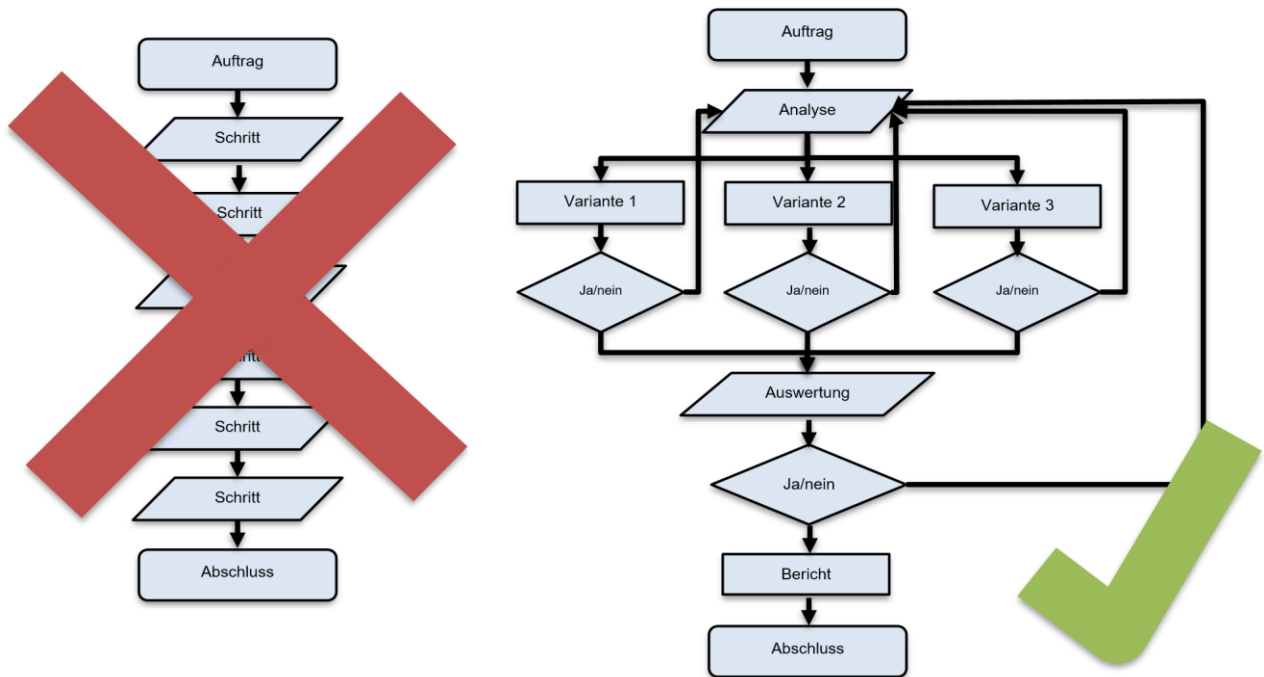 Auftrag
Schritt
Schritt
Schritt
Schritt
Abschluss
Auftrag
Analyse
Variante 1
Variante 2
Variante 3
Ja/nein
Ja/nein
Ja/nein
Auswertung
Ja/nein
Bericht
Abschluss